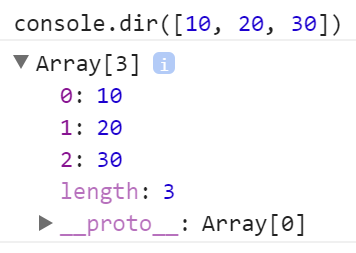 console.dir([10, 20, 30])
▼ Array[3] i
0: 10
1: 20
2: 30
length: 3
▶ __proto__: Array[0]